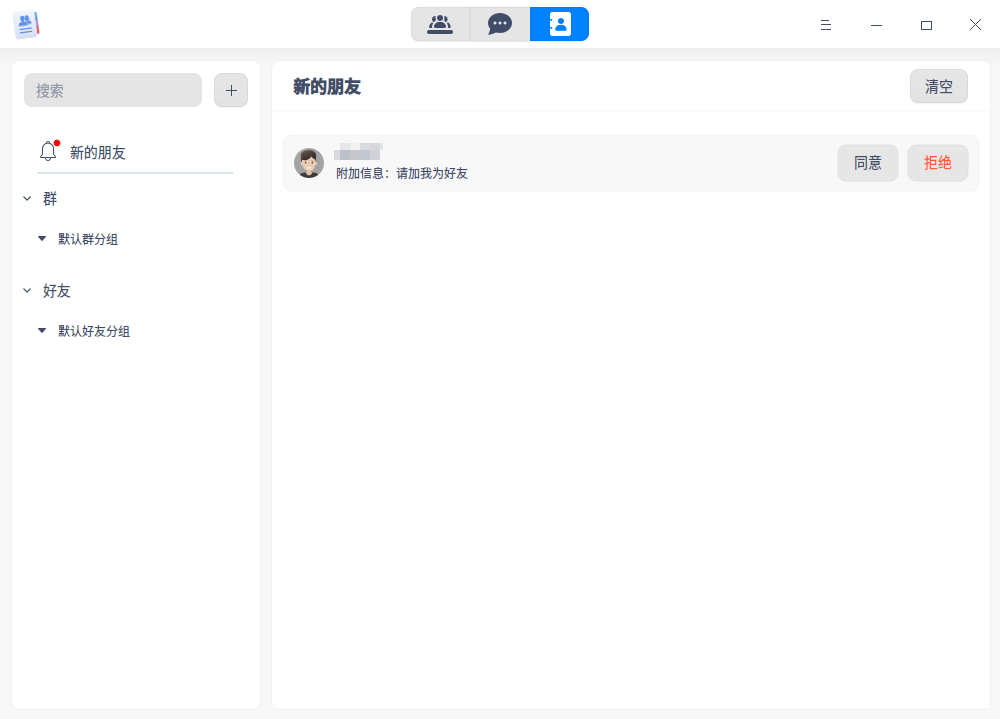 搜索
新的朋友
群
默认群分组
好友
默认好友分组
新的朋友
清空
附加信息：请加我为好友
同意
拒绝